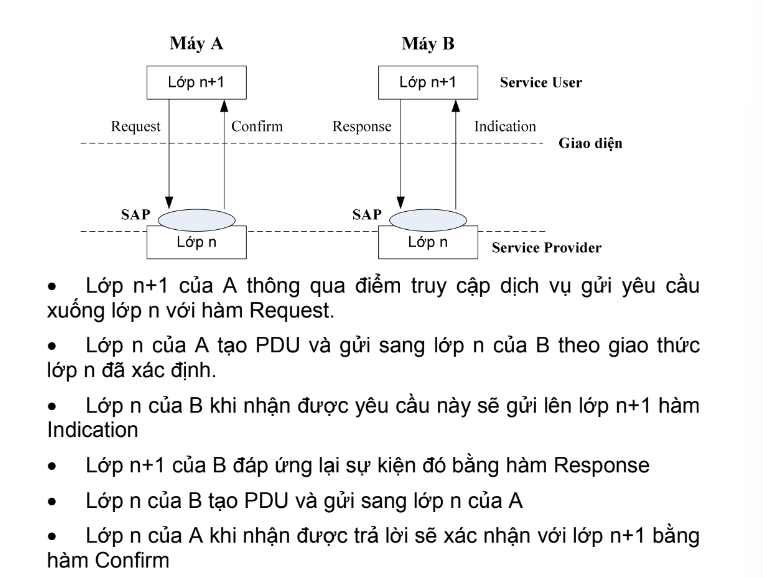 Máy A Máy B
Lớp n+1 Lớp n+1 Service User
Request Confirm Response Indication
Giao diện
SAP SAP
Lớp n Lớp n Service Provider
• Lớp n+1 của A thông qua điểm truy cập dịch vụ gửi yêu cầu
xuống lớp n với hàm Request.
• Lớp n của A tạo PDU và gửi sang lớp n của B theo giao thức
lớp n đã xác định.
• Lớp n của B khi nhận được yêu cầu này sẽ gửi lên lớp n+1 hàm
Indication
• Lớp n+1 của B đáp ứng lại sự kiện đó bằng hàm Response
• Lớp n của B tạo PDU và gửi sang lớp n của A
• Lớp n của A khi nhận được trả lời sẽ xác nhận với lớp n+1 bằng
hàm Confirm